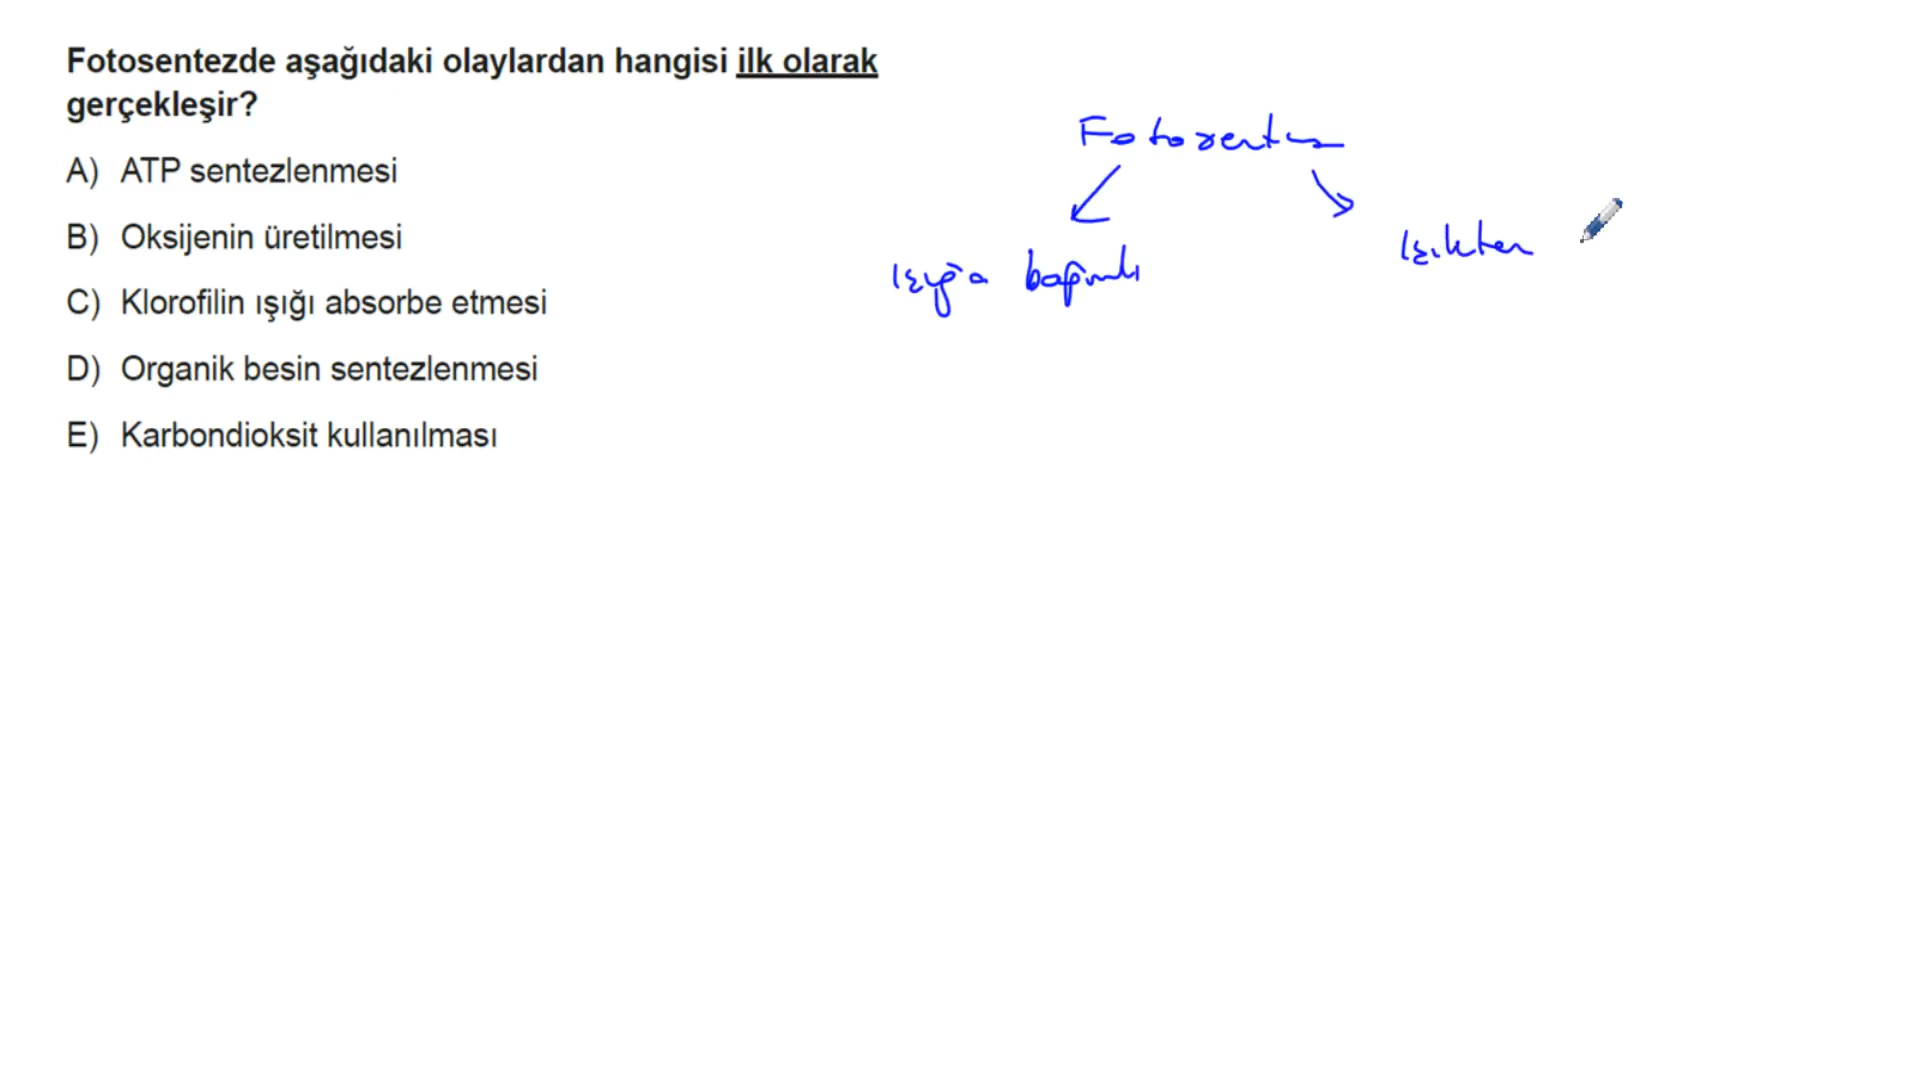 Fotosentezde aşağıdaki olaylardan hangisi ilk olarak
gerçekleşir?
A) ATP sentezlenmesi
B) Oksijenin üretilmesi
C) Klorofilin ışığı absorbe etmesi
D) Organik besin sentezlenmesi
E) Karbondioksit kullanılması
Fotosentez
Işığa bağımlı
Işıktan